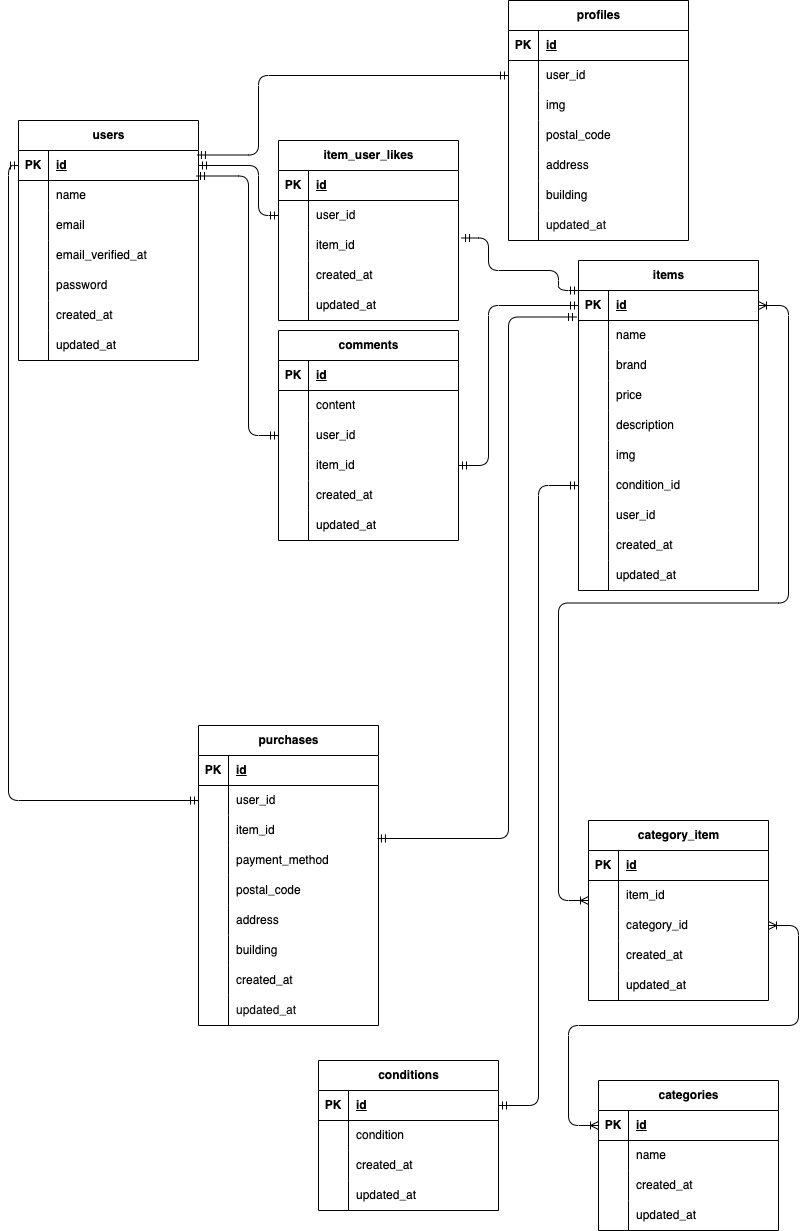 profiles
PK id
user_id
img
postal_code
address
building
updated_at
users
PK id
name
email
email_verified_at
password
created_at
updated_at
item_user_likes
PK id
user_id
item_id
created_at
updated_at
items
PK id
name
brand
price
description
img
condition_id
user_id
created_at
updated_at
comments
PK id
content
user_id
item_id
created_at
updated_at
purchases
PK id
user_id
item_id
payment_method
postal_code
address
building
created_at
updated_at
category_item
PK id
item_id
category_id
created_at
updated_at
conditions
PK id
condition
created_at
updated_at
categories
PK id
name
created_at
updated_at